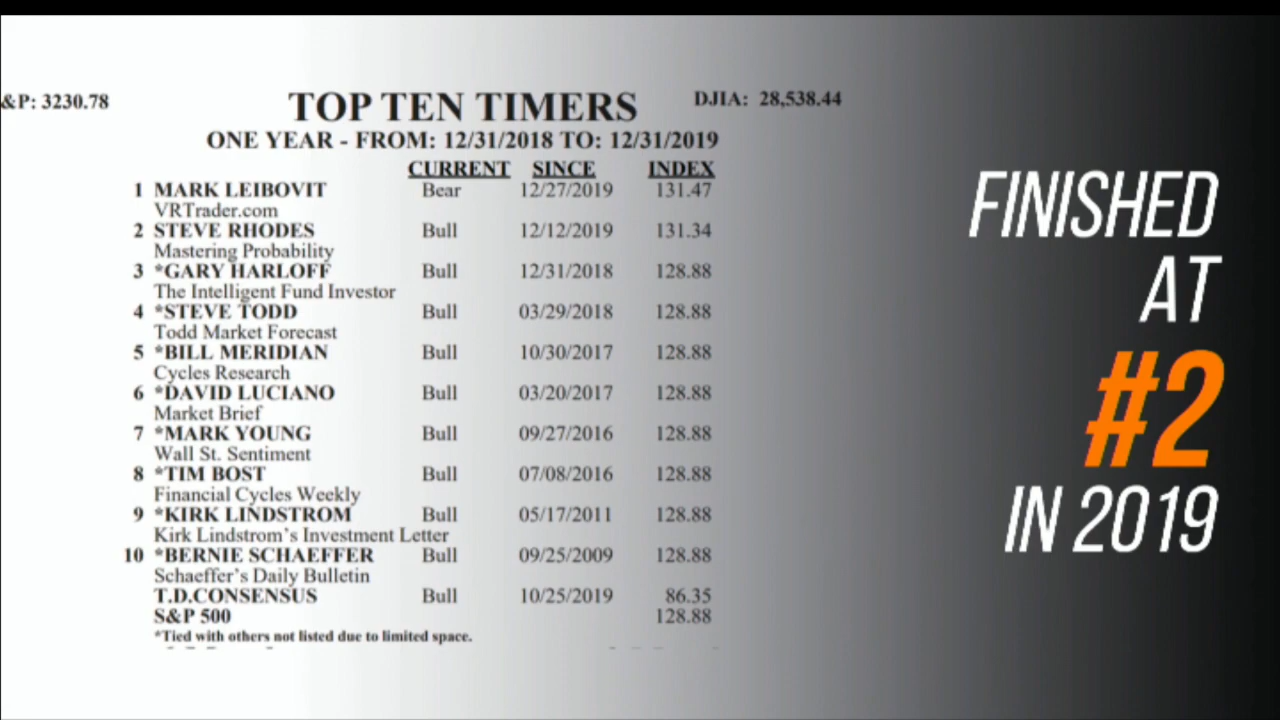 &P: 3230.78
TOP TEN TIMERS
DJIA: 28,538.44
ONE YEAR - FROM: 12/31/2018 TO: 12/31/2019
CURRENT SINCE INDEX
1 MARK LEIBOVIT Bear 12/27/2019 131.47
VRTrader.com
2 STEVE RHODES Bull 12/12/2019 131.34
Mastering Probability
3 *GARY HARLOFF Bull 12/31/2018 128.88
The Intelligent Fund Investor
4 *STEVE TODD Bull 03/29/2018 128.88
Todd Market Forecast
5 *BILL MERIDIAN Bull 10/30/2017 128.88
Cycles Research
6 *DAVID LUCIANO Bull 03/20/2017 128.88
Market Brief
7 *MARK YOUNG Bull 09/27/2016 128.88
Wall St. Sentiment
8 *TIM BOST Bull 07/08/2016 128.88
Financial Cycles Weekly
9 *KIRK LINDSTROM Bull 05/17/2011 128.88
Kirk Lindstrom's Investment Letter
10 *BERNIE SCHAEFFER Bull 09/25/2009 128.88
Schaeffer's Daily Bulletin
T.D.CONSENSUS Bull 10/25/2019 86.35
S&P 500 128.88
*Tied with others not listed due to limited space.
FINISHED
AT
#2
IN 2019